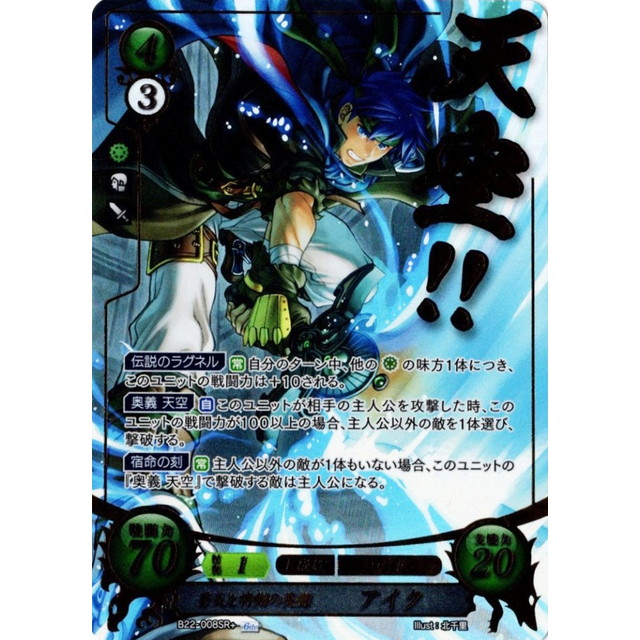 4
3
天空!!
伝説のラグネル 常 自分のターン中、他の の味方1体につき、
このユニットの戦闘力は+10される。
奥義 天空 自 このユニットが相手の主人公を攻撃した時、この
ユニットの戦闘力が100以上の場合、主人公以外の敵を1体選び、
撃破する。
宿命の刻 常 主人公以外の敵が1体もいない場合、このユニットの
『奥義 天空』で撃破する敵は主人公になる。
戦闘力
70
射程 1
支援力
20
アイク
B22-008SR+
Illust:北千里